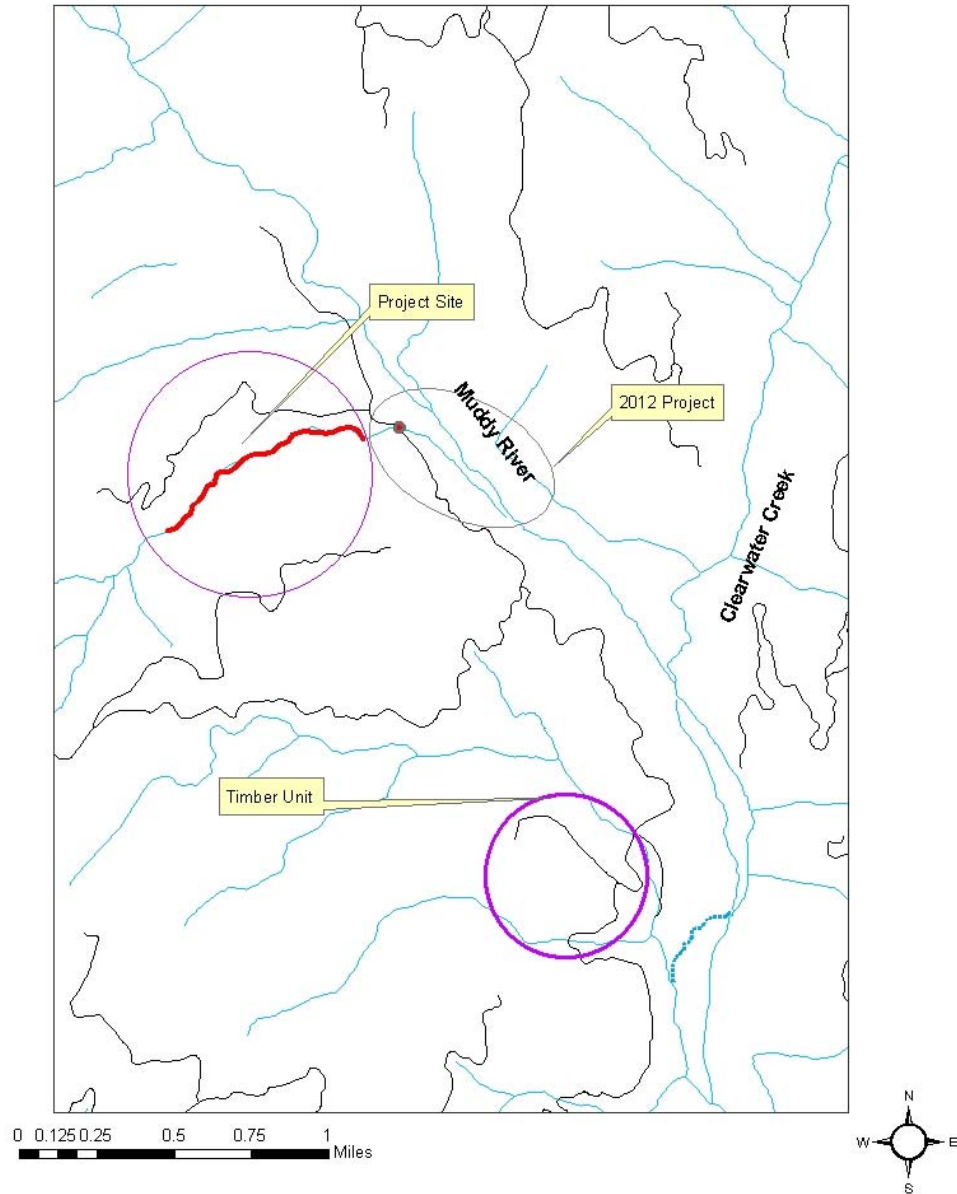 Project Site
Muddy River
2012 Project
Clearwater Creek
Timber Unit
0 0.125 0.25 0.5 0.75 1
Miles
N
W E
S